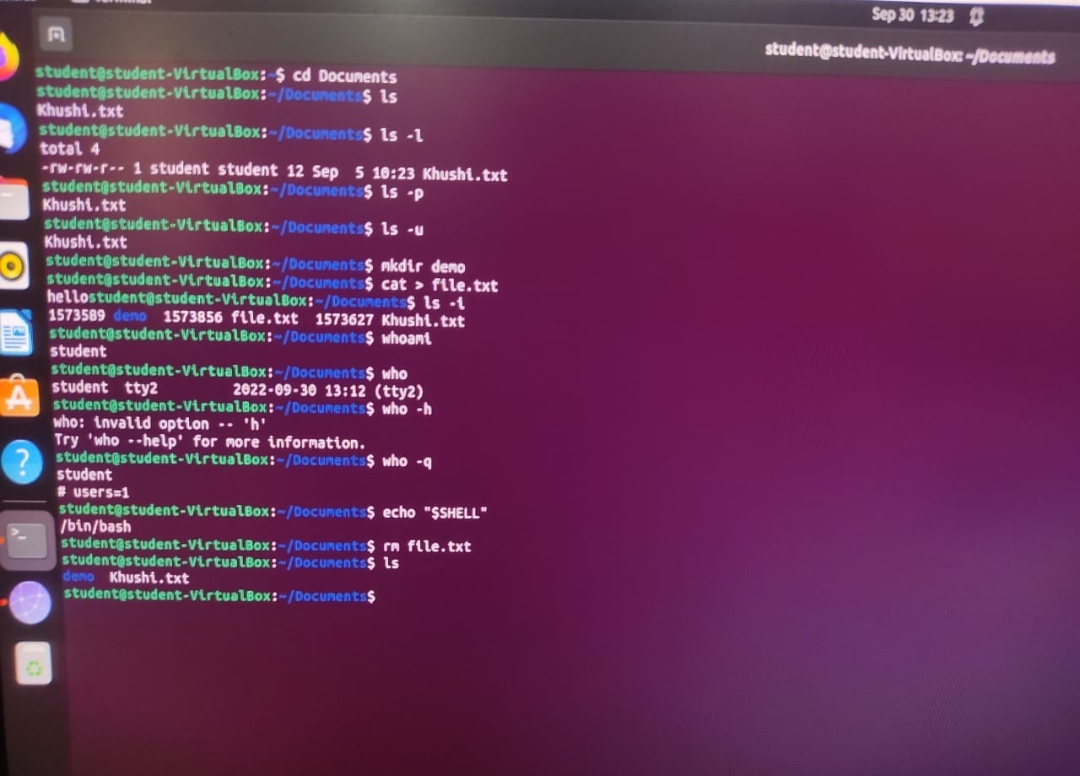 Sep 30 13:23
student@student-VirtualBox: ~/Documents
student@student-VirtualBox:~$ cd Documents
student@student-VirtualBox:~/Documents$ ls
Khushi.txt
student@student-VirtualBox:~/Documents$ ls -l
total 4
-rw-rw-r-- 1 student student 12 Sep  5 10:23 Khushi.txt
student@student-VirtualBox:~/Documents$ ls -p
Khushi.txt
student@student-VirtualBox:~/Documents$ ls -u
Khushi.txt
student@student-VirtualBox:~/Documents$ mkdir demo
student@student-VirtualBox:~/Documents$ cat > file.txt
hellostudent@student-VirtualBox:~/Documents$ ls -i
1573589 demo  1573856 file.txt  1573627 Khushi.txt
student@student-VirtualBox:~/Documents$ whoami
student
student@student-VirtualBox:~/Documents$ who
student  tty2         2022-09-30 13:12 (tty2)
student@student-VirtualBox:~/Documents$ who -h
who: invalid option -- 'h'
Try 'who --help' for more information.
student@student-VirtualBox:~/Documents$ who -q
student
# users=1
student@student-VirtualBox:~/Documents$ echo "$SHELL"
/bin/bash
student@student-VirtualBox:~/Documents$ rm file.txt
student@student-VirtualBox:~/Documents$ ls
demo  Khushi.txt
student@student-VirtualBox:~/Documents$